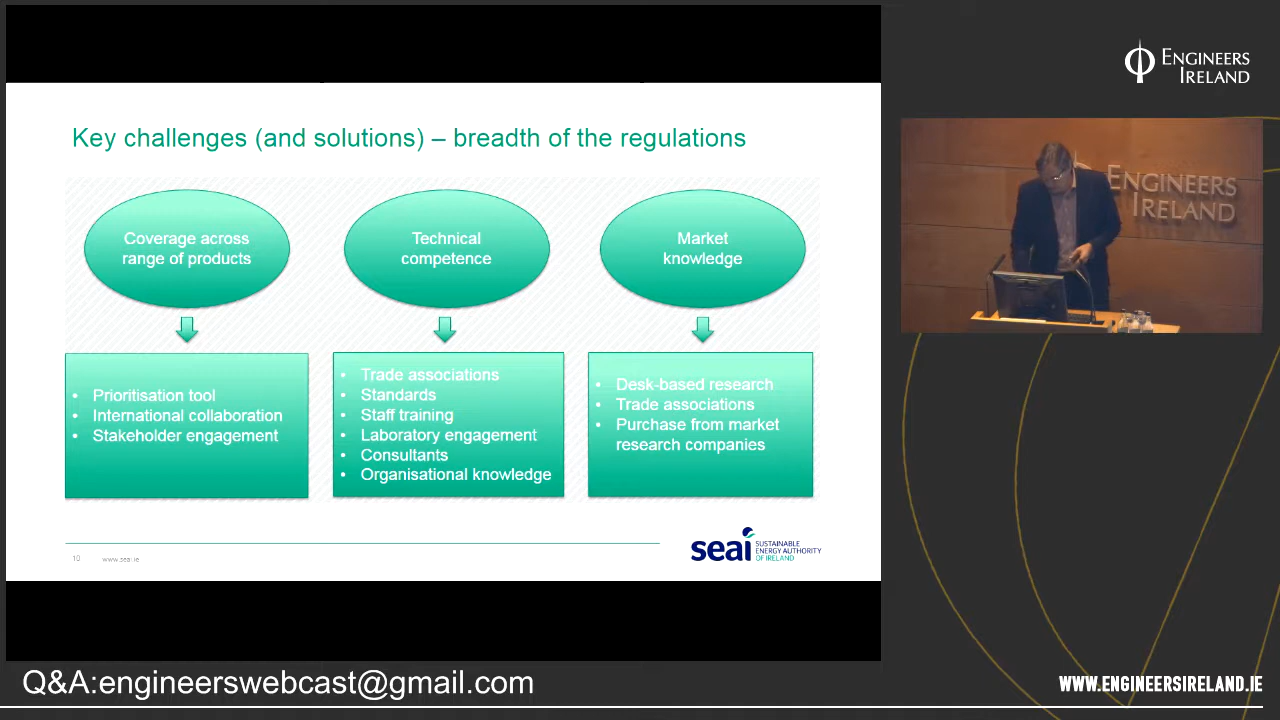 Key challenges (and solutions) – breadth of the regulations
Coverage across
range of products
Technical
competence
Market
knowledge
• Prioritisation tool
• International collaboration
• Stakeholder engagement
• Trade associations
• Standards
• Staff training
• Laboratory engagement
• Consultants
• Organisational knowledge
• Desk-based research
• Trade associations
• Purchase from market
research companies
10 www.seai.ie
seai SUSTAINABLE
ENERGY AUTHORITY
OF IRELAND
ENGINEERS
IRELAND
ENGINEERS
IRELAND
Q&A:engineerswebcast@gmail.com
WWW.ENGINEERSIRELAND.IE